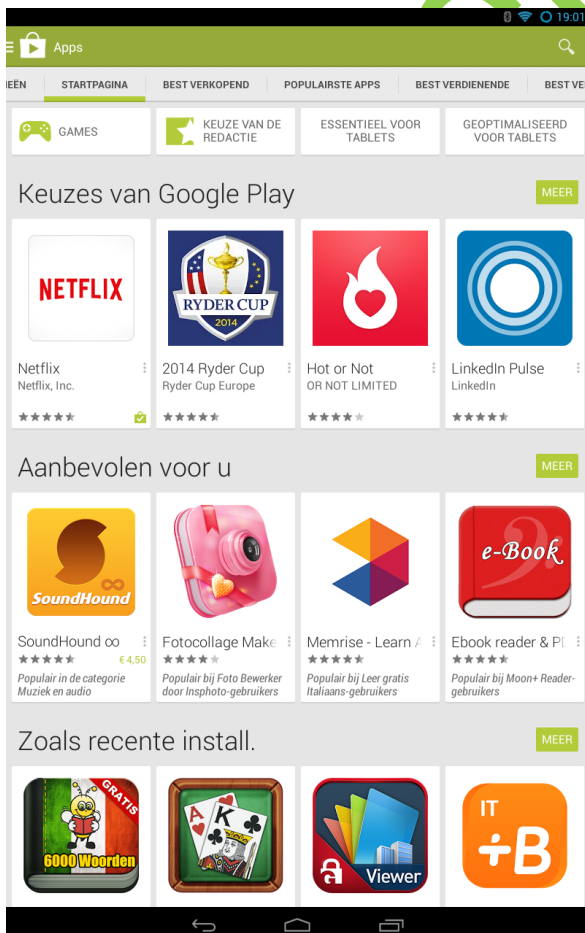 19:01
Apps
IEËN STARTPAGINA BEST VERKOPEND POPULAIRSTE APPS BEST VERDIENENDE BEST VE
GAMES
KEUZE VAN DE
REDACTIE
ESSENTIEEL VOOR
TABLETS
GEOPTIMALISEERD
VOOR TABLETS
Keuzes van Google Play
MEER
NETFLIX
Netflix
Netflix, Inc.
RYDER CUP
2014
2014 Ryder Cup
Ryder Cup Europe
Hot or Not
OR NOT LIMITED
LinkedIn Pulse
LinkedIn
Aanbevolen voor u
MEER
SoundHound
SoundHound ∞
€ 4,50
Populair in de categorie
Muziek en audio
Fotocollage Make
Populair bij Foto Bewerker
door Insphoto-gebruikers
Memrise - Learn A
Populair bij Leer gratis
Italiaans-gebruikers
e-Book
Ebook reader & PD
Populair bij Moon+ Reader-
gebruikers
Zoals recente install.
MEER
GRATIS
6000 Woorden
A K
Viewer
IT
+B